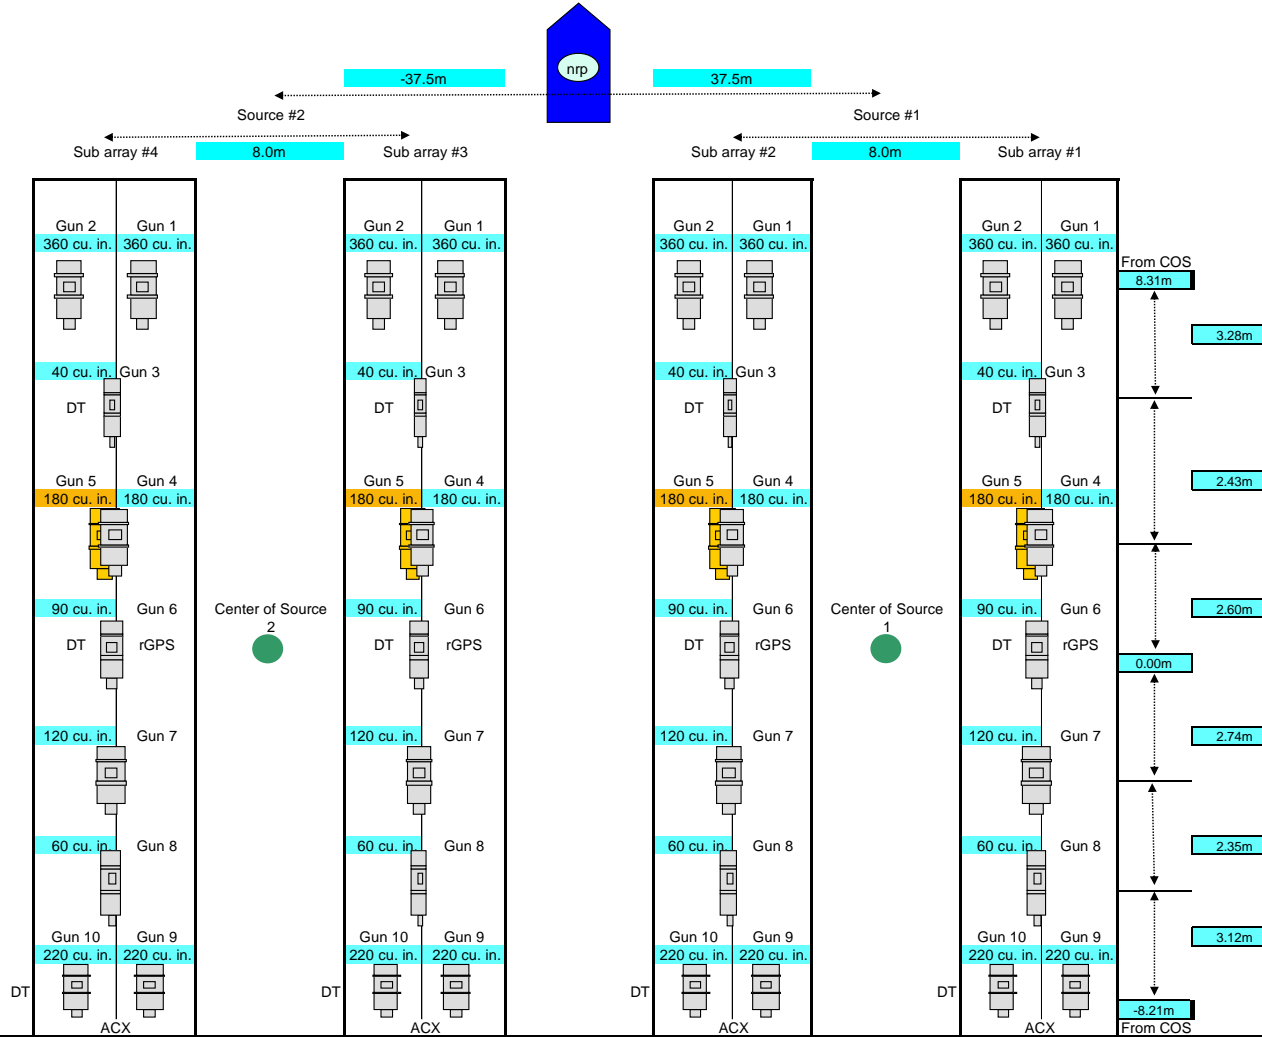 nrp
-37.5m 37.5m
Source #2 Source #1
Sub array #4 8.0m Sub array #3 Sub array #2 8.0m Sub array #1
Gun 2 Gun 1 Gun 2 Gun 1 Gun 2 Gun 1 Gun 2 Gun 1
360 cu. in. 360 cu. in. 360 cu. in. 360 cu. in. 360 cu. in. 360 cu. in. 360 cu. in. 360 cu. in.
From COS
8.31m
3.28m
40 cu. in. Gun 3 40 cu. in. Gun 3 40 cu. in. Gun 3 40 cu. in. Gun 3
DT DT DT DT
Gun 5 Gun 4 Gun 5 Gun 4 Gun 5 Gun 4 Gun 5 Gun 4
2.43m
180 cu. in. 180 cu. in. 180 cu. in. 180 cu. in. 180 cu. in. 180 cu. in. 180 cu. in. 180 cu. in.
90 cu. in. Gun 6 Center of Source 90 cu. in. Gun 6 90 cu. in. Gun 6 Center of Source 90 cu. in. Gun 6 2.60m
2 1
DT rGPS DT rGPS DT rGPS DT rGPS
0.00m
120 cu. in. Gun 7 120 cu. in. Gun 7 120 cu. in. Gun 7 120 cu. in. Gun 7 2.74m
60 cu. in. Gun 8 60 cu. in. Gun 8 60 cu. in. Gun 8 60 cu. in. Gun 8 2.35m
Gun 10 Gun 9 Gun 10 Gun 9 Gun 10 Gun 9 Gun 10 Gun 9 3.12m
220 cu. in. 220 cu. in. 220 cu. in. 220 cu. in. 220 cu. in. 220 cu. in. 220 cu. in. 220 cu. in.
DT DT DT DT
-8.21m
ACX ACX ACX ACX From COS